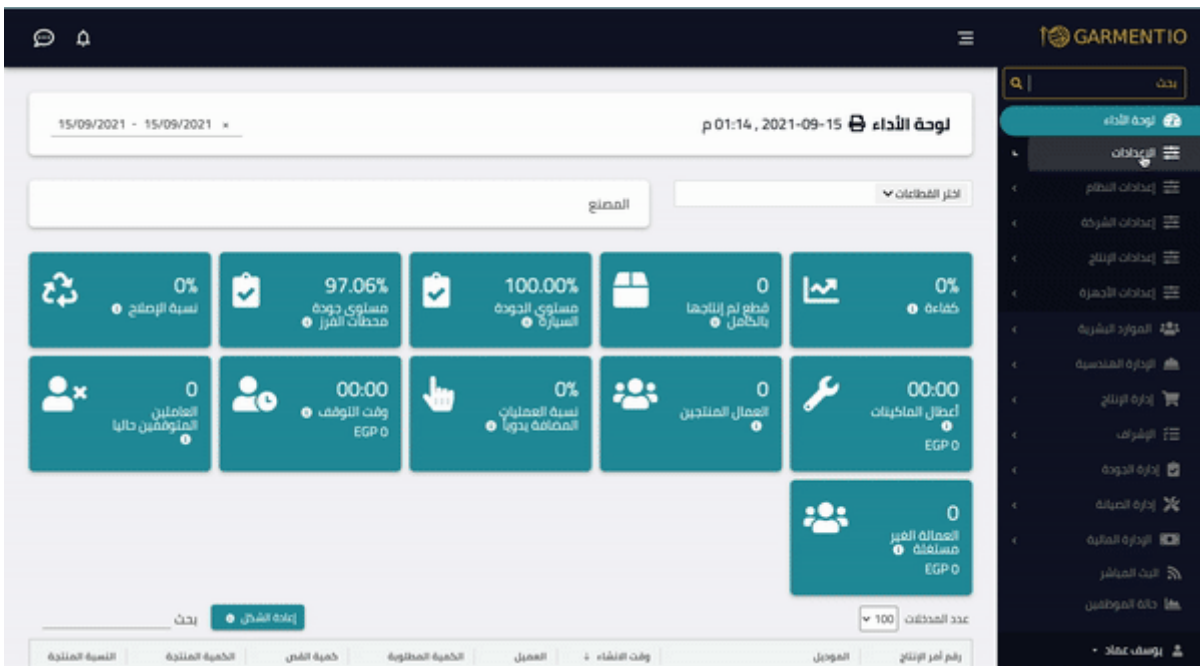 GARMENTIO
بحث
لوحة الأداء
الإعدادات
إعدادات النظام
إعدادات الشركة
إعدادات الإنتاج
إعدادات الأجهزة
الموارد البشرية
الإدارة الهندسية
إدارة الإنتاج
الإشراف
إدارة الجودة
إدارة الصيانة
الإدارة المالية
البث المباشر
حالة الموظفين
يوسف عماد
لوحة الأداء 15-09-2021 , 01:14 م
15/09/2021 - 15/09/2021 ×
اختر القطاعات
المصنع
0%
كفاءة
0
قطع تم إنتاجها
بالكامل
100.00%
مستوى الجودة
السيارة
97.06%
مستوى جودة
محطات الفرز
0%
نسبة الإصلاح
00:00
أعطال الماكينات
EGP 0
0
العمال المنتجين
0%
نسبة العمليات
المضافة يدوياً
00:00
وقت التوقف
EGP 0
0
العاملين
المتوقفين حاليا
0
العمالة الغير
مستغلة
EGP 0
عدد المدخلات 100
إعادة الشكل
بحث
رقم أمر الإنتاج الموديل وقت الانشاء العميل الكمية المطلوبة كمية القص الكمية المنتجة النسبة المنتجة